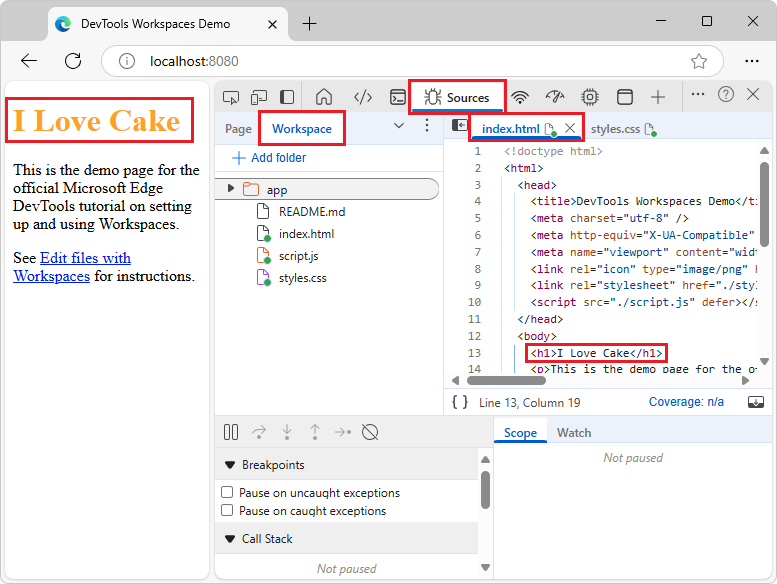 DevTools Workspaces Demo
localhost:8080
I Love Cake
This is the demo page for the
official Microsoft Edge
DevTools tutorial on setting
up and using Workspaces.
See Edit files with
Workspaces for instructions.
Sources
Page Workspace
Add folder
app
README.md
index.html
script.js
styles.css
index.html styles.css
1 <!doctype html>
2 <html>
3 <head>
4 <title>DevTools Workspaces Demo</ti
5 <meta charset="utf-8" />
6 <meta http-equiv="X-UA-Compatible"
7 <meta name="viewport" content="widt
8 <link rel="icon" type="image/png" h
9 <link rel="stylesheet" href="./styl
10 <script src="./script.js" defer></s
11 </head>
12 <body>
13 <h1>I Love Cake</h1>
14 <p>This is the demo page for the of
{ } Line 13, Column 19 Coverage: n/a
Breakpoints
Pause on uncaught exceptions
Pause on caught exceptions
Call Stack
Not paused
Scope Watch
Not paused